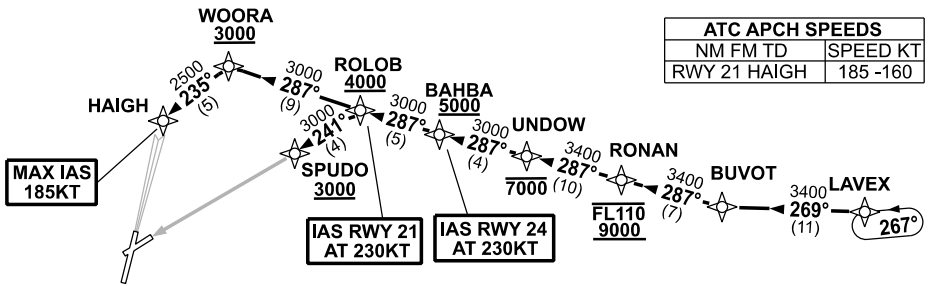 WOORA
3000
2500
235°
(5)
HAIGH
MAX IAS
185KT
3000
287°
(9)
ROLOB
4000
3000
241°
(4)
SPUDO
3000
IAS RWY 21
AT 230KT
3000
287°
(5)
BAHBA
5000
IAS RWY 24
AT 230KT
3000
287°
(4)
UNDOW
7000
3400
287°
(10)
RONAN
FL110
9000
3400
287°
(7)
BUVOT
3400
269°
(11)
LAVEX
267°
ATC APCH SPEEDS
NM FM TD SPEED KT
RWY 21 HAIGH 185 -160